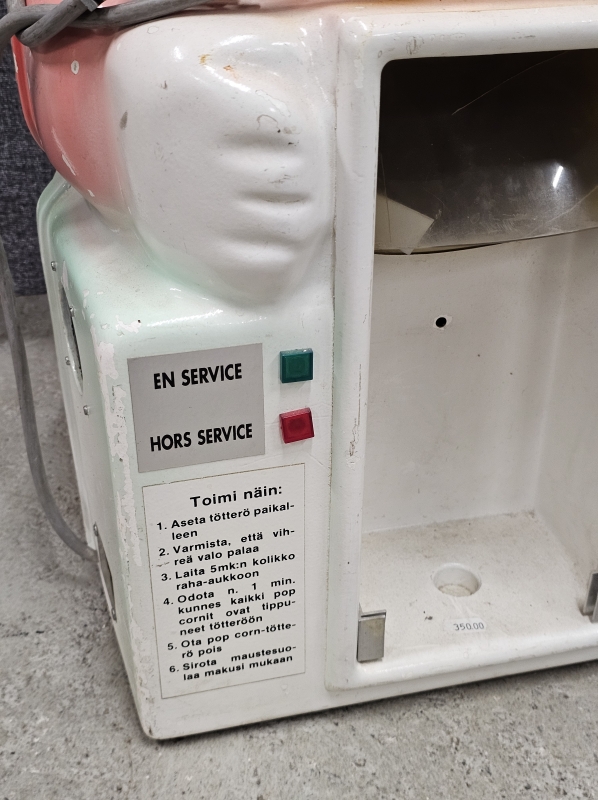 EN SERVICE
HORS SERVICE
Toimi näin:
1. Aseta tötterö paikal-
leen
2. Varmista, että vih-
reä valo palaa
3. Laita 5mk:n kolikko
raha-aukkoon
4. Odota n. 1 min.
kunnes kaikki pop
cornit ovat tippu-
neet tötteröön
5. Ota pop corn-tötte-
rö pois
6. Sirota maustesuo-
laa makusi mukaan
350.00